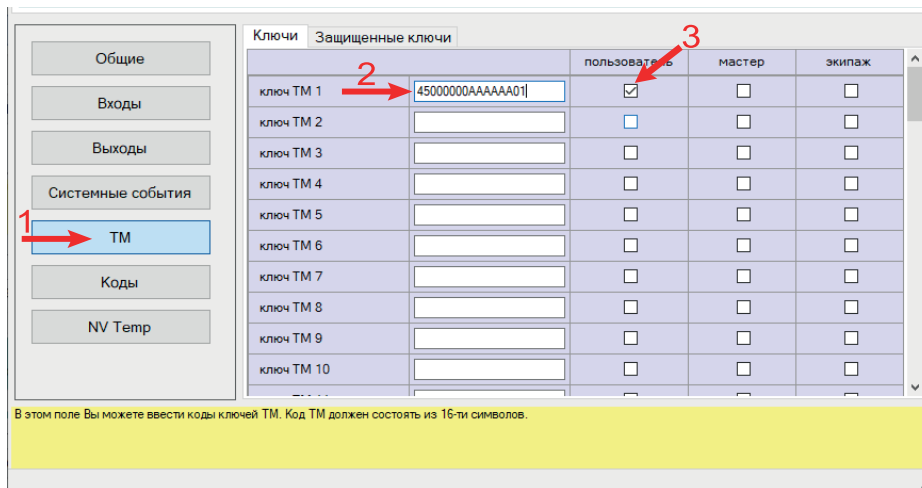 Общие
Входы
Выходы
Системные события
1
ТМ
Коды
NV Temp
Ключи Защищенные ключи
3
пользователь мастер экипаж
2
ключ ТМ 1 45000000AAAAAA01
ключ ТМ 2
ключ ТМ 3
ключ ТМ 4
ключ ТМ 5
ключ ТМ 6
ключ ТМ 7
ключ ТМ 8
ключ ТМ 9
ключ ТМ 10
В этом поле Вы можете ввести коды ключей ТМ. Код ТМ должен состоять из 16-ти символов.